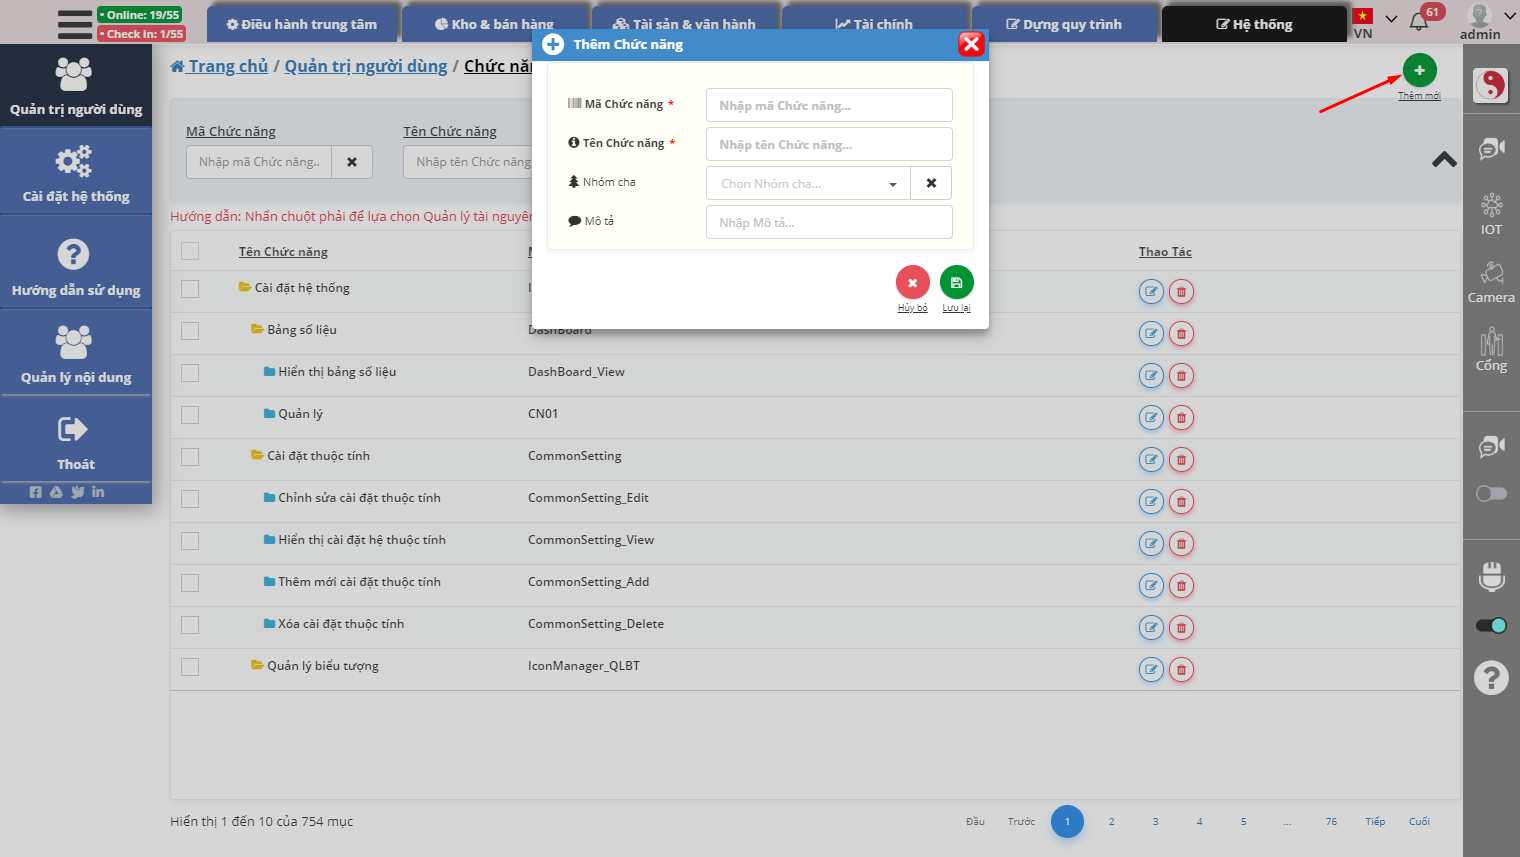 • Online: 19/55
• Check in: 1/55
Điều hành trung tâm
Kho & bán hàng
Tài sản & vận hành
Tài chính
Dựng quy trình
Hệ thống
VN
61
admin
Quản trị người dùng
Cài đặt hệ thống
Hướng dẫn sử dụng
Quản lý nội dung
Thoát
Trang chủ / Quản trị người dùng / Chức năn
Thêm mới
Mã Chức năng
Tên Chức năng
Nhập mã Chức năng..
Nhập tên Chức năng
Hướng dẫn: Nhấn chuột phải để lựa chọn Quản lý tài nguyên
Thêm Chức năng
Mã Chức năng *
Nhập mã Chức năng...
Tên Chức năng *
Nhập tên Chức năng...
Nhóm cha
Chọn Nhóm cha...
Mô tả
Nhập Mô tả...
Hủy bỏ
Lưu lại
Tên Chức năng
Thao Tác
Cài đặt hệ thống
Bảng số liệu DashBoard
Hiển thị bảng số liệu DashBoard_View
Quản lý CN01
Cài đặt thuộc tính CommonSetting
Chỉnh sửa cài đặt thuộc tính CommonSetting_Edit
Hiển thị cài đặt hệ thuộc tính CommonSetting_View
Thêm mới cài đặt thuộc tính CommonSetting_Add
Xóa cài đặt thuộc tính CommonSetting_Delete
Quản lý biểu tượng IconManager_QLBT
Hiển thị 1 đến 10 của 754 mục
Đầu Trước 1 2 3 4 5 ... 76 Tiếp Cuối
IOT
Camera
Cổng